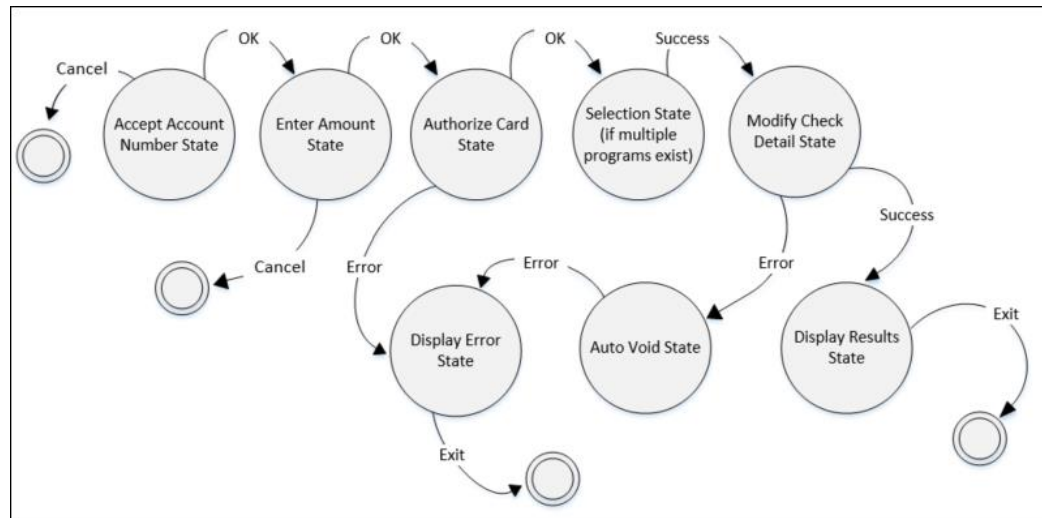 OK
OK
OK
Success
Cancel
Accept Account
Number State
Enter Amount
State
Authorize Card
State
Selection State
(if multiple
programs exist)
Modify Check
Detail State
Success
Cancel
Error
Error
Error
Display Error
State
Auto Void State
Display Results
State
Exit
Exit